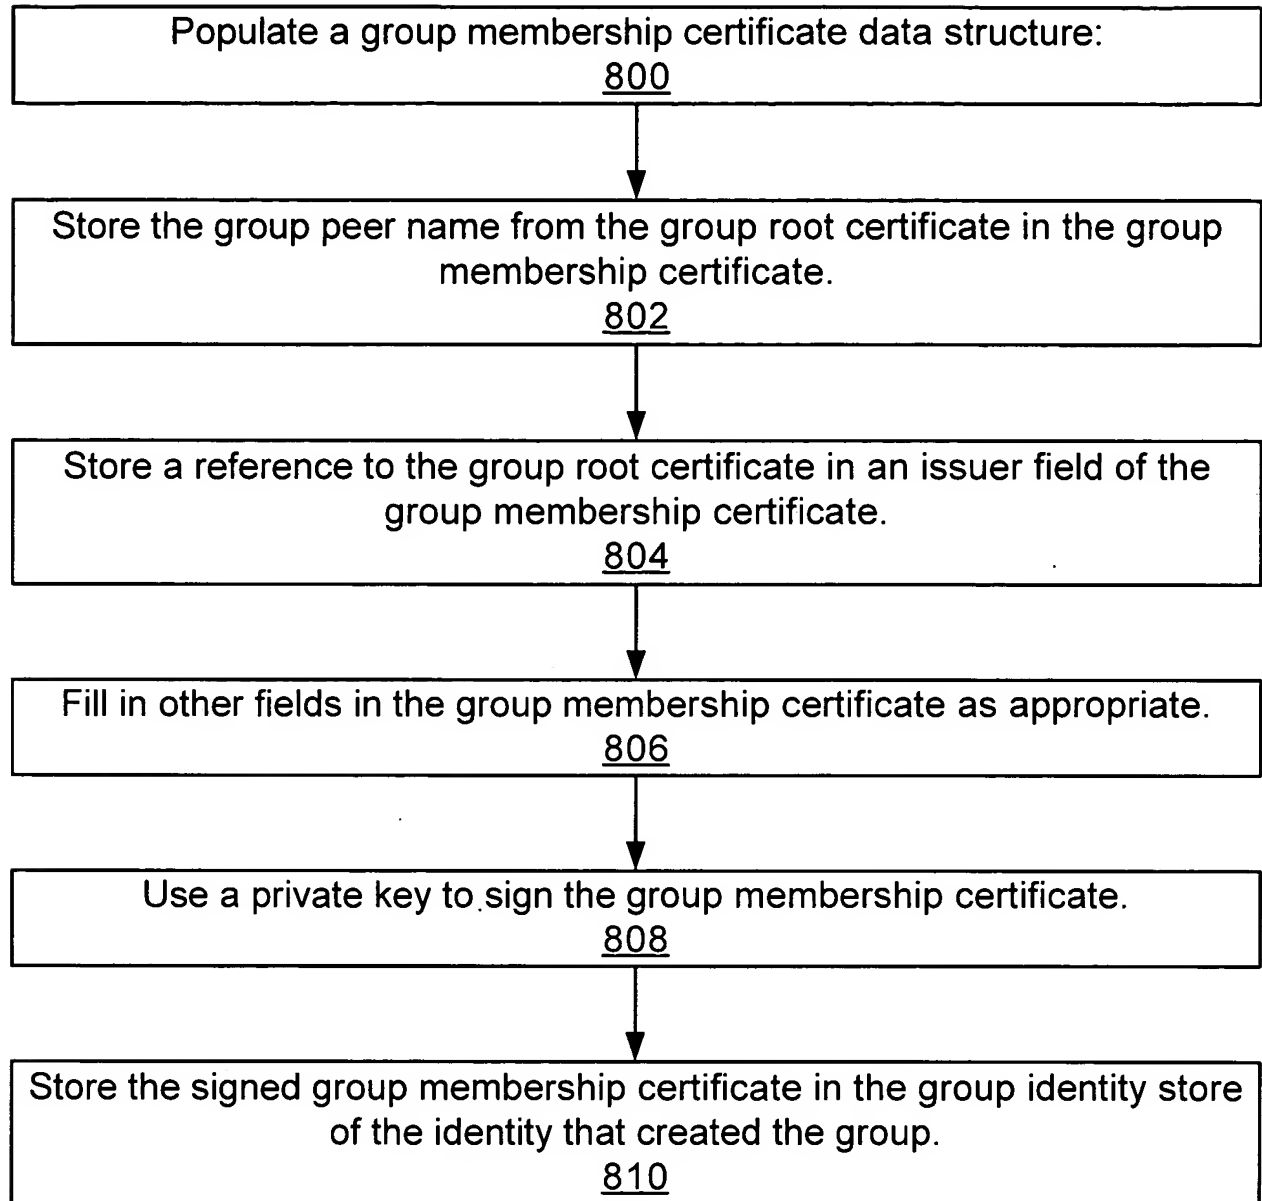 Populate a group membership certificate data structure:
800
Store the group peer name from the group root certificate in the group
membership certificate.
802
Store a reference to the group root certificate in an issuer field of the
group membership certificate.
804
Fill in other fields in the group membership certificate as appropriate.
806
Use a private key to sign the group membership certificate.
808
Store the signed group membership certificate in the group identity store
of the identity that created the group.
810